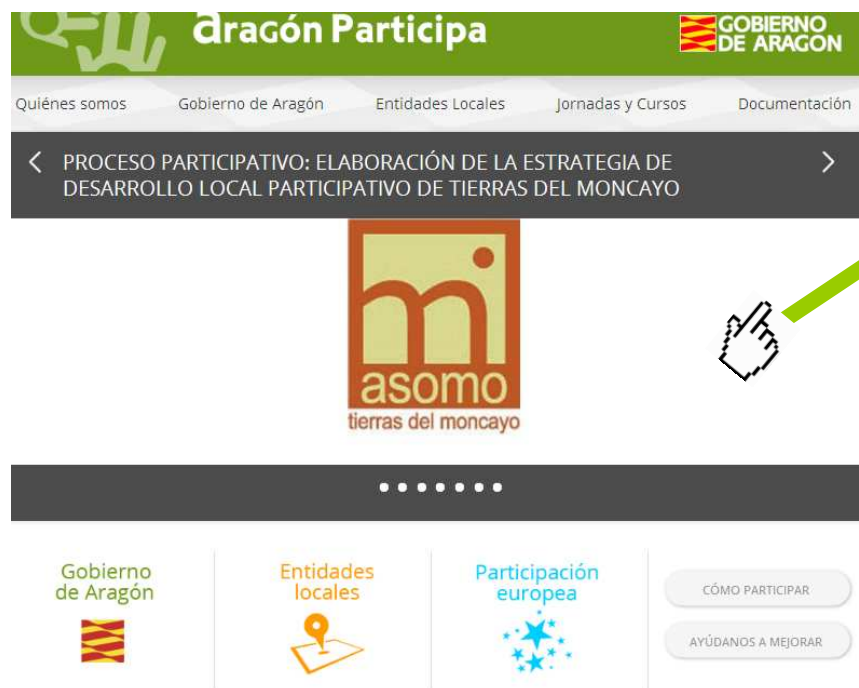 aragón Participa
GOBIERNO
DE ARAGON
Quiénes somos Gobierno de Aragón Entidades Locales Jornadas y Cursos Documentación
PROCESO PARTICIPATIVO: ELABORACIÓN DE LA ESTRATEGIA DE
DESARROLLO LOCAL PARTICIPATIVO DE TIERRAS DEL MONCAYO
m
asomo
tierras del moncayo
Gobierno
de Aragón
Entidades
locales
Participación
europea
CÓMO PARTICIPAR
AYÚDANOS A MEJORAR